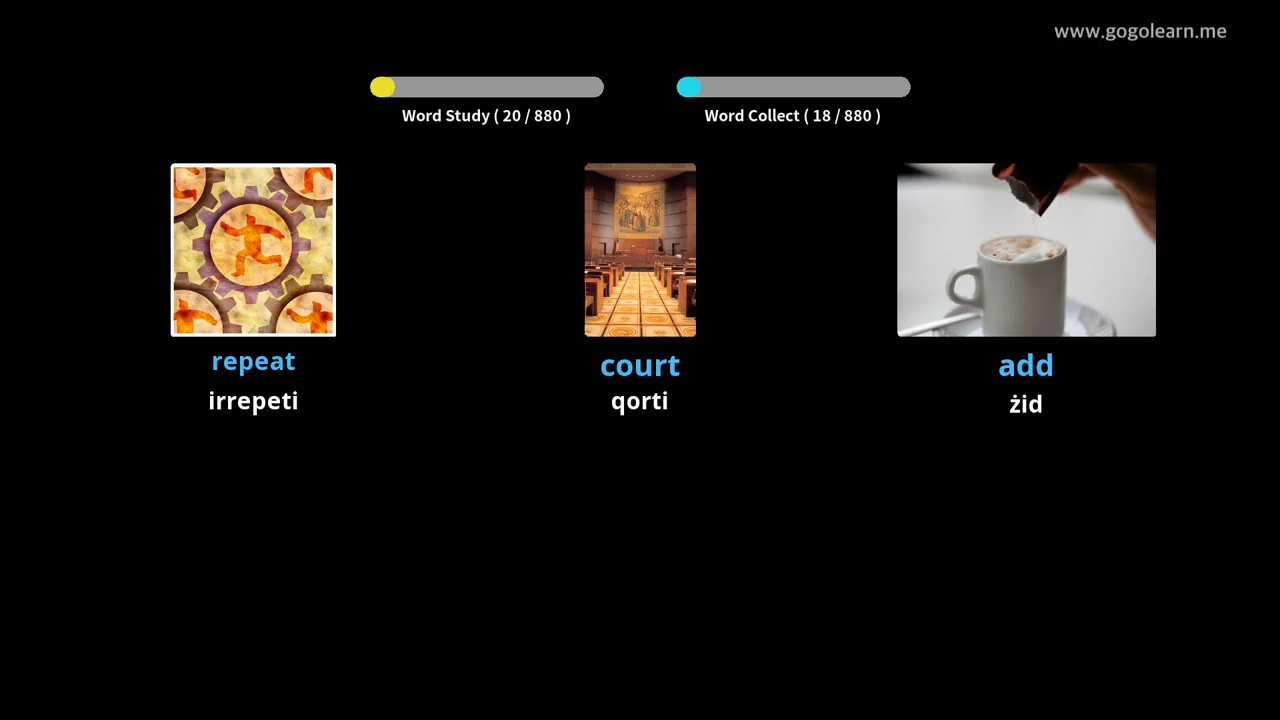 www.gogolearn.me
Word Study ( 20 / 880 )
Word Collect ( 18 / 880 )
repeat
irrepeti
court
qorti
add
żid